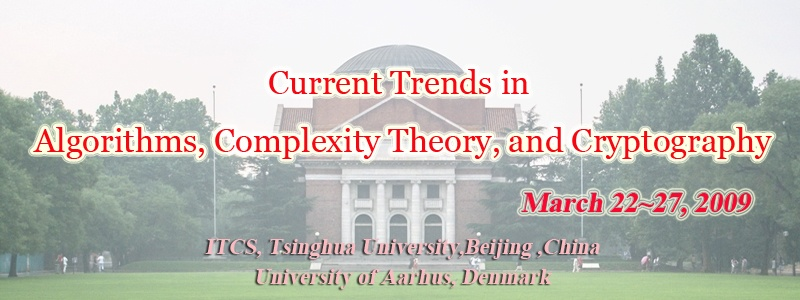 Current Trends in
Algorithms, Complexity Theory, and Cryptography
March 22~27, 2009
ITCS, Tsinghua University,Beijing ,China
University of Aarhus, Denmark